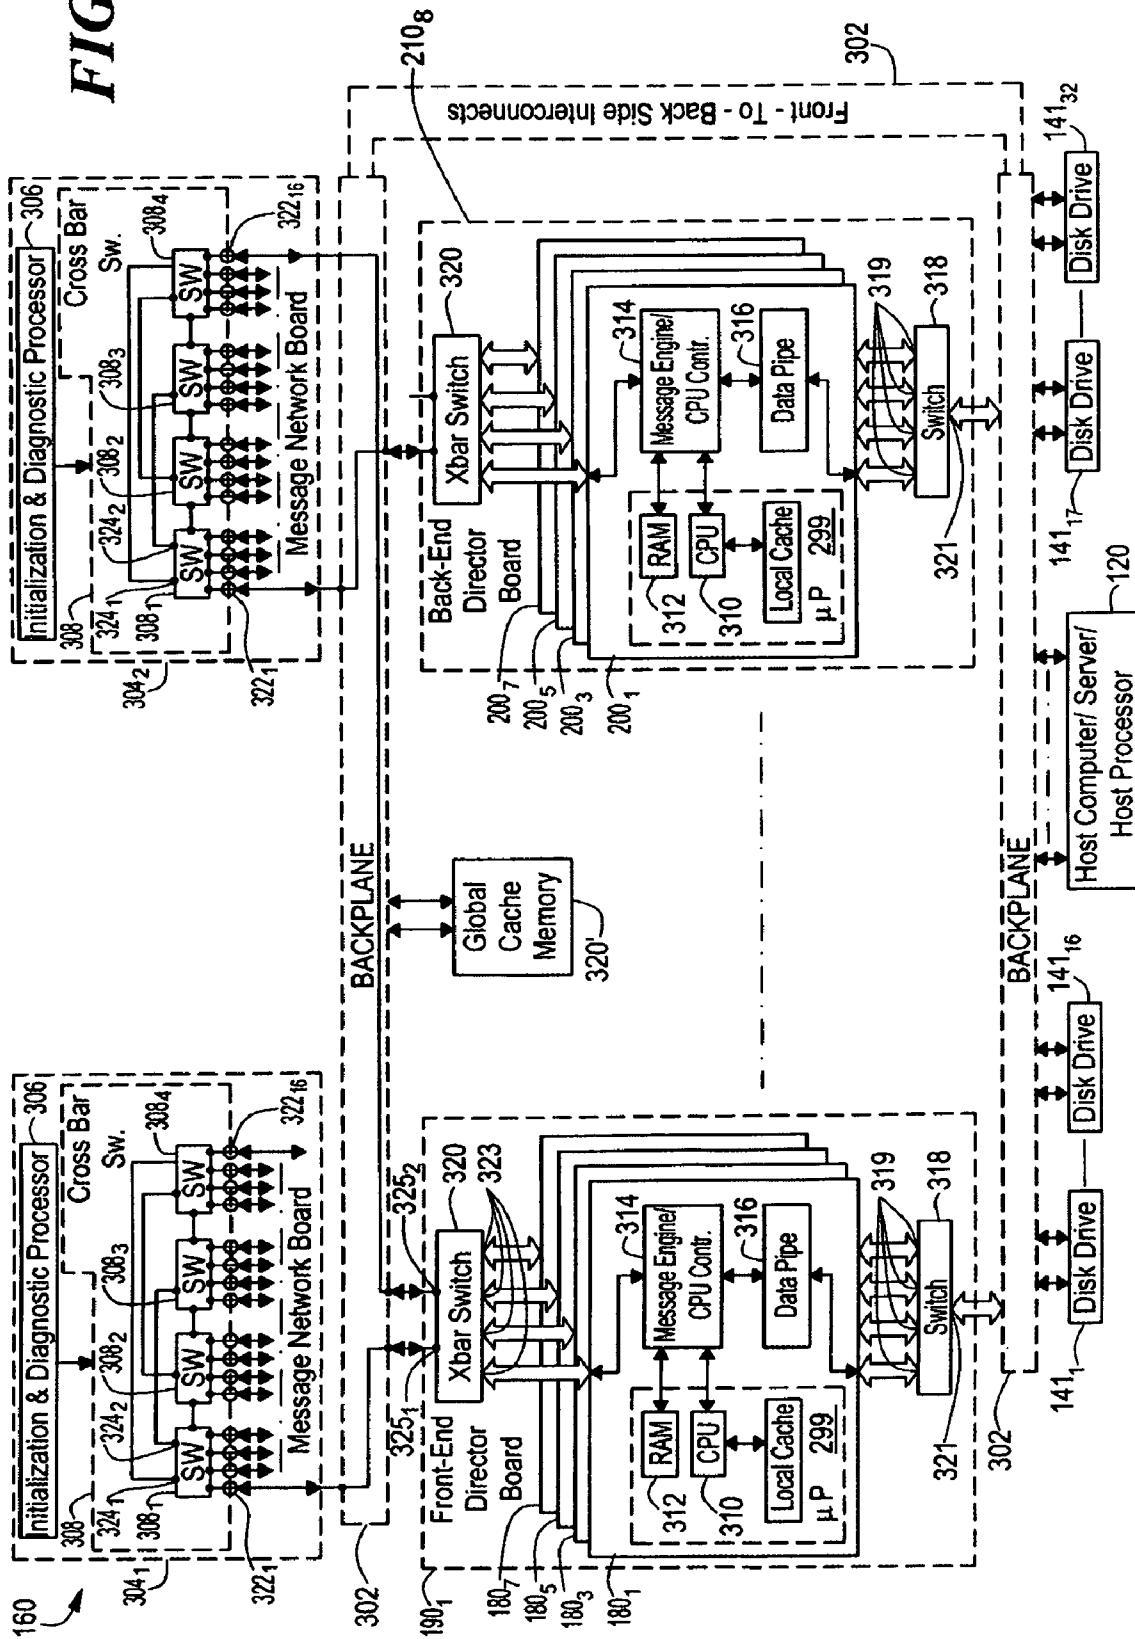 FIG
160
304₁
308
Initialization & Diagnostic Processor
306
Cross Bar
Sw.
324₁
324₂
308₁
308₂
308₃
308₄
SW
SW
SW
SW
322₁
322₁₆
Message Network Board
304₂
308
Initialization & Diagnostic Processor
306
Cross Bar
Sw.
324₁
324₂
308₁
308₂
308₃
308₄
SW
SW
SW
SW
322₁
322₁₆
Message Network Board
302
BACKPLANE
Front - To - Back Side Interconnects
302
325₁
325₂
Global
Cache
Memory
320'
190₁
Front-End
Director
Board
Xbar Switch
320
323
180₇
180₅
180₃
180₁
RAM
312
CPU
310
Local Cache
299
µ P
Message Engine/
CPU Contr.
314
Data Pipe
316
319
Switch
318
321
210₈
Back-End
Director
Board
Xbar Switch
320
200₇
200₅
200₃
200₁
RAM
312
CPU
310
Local Cache
299
µ P
Message Engine/
CPU Contr.
314
Data Pipe
316
319
Switch
318
321
302
BACKPLANE
141₁
Disk Drive
Disk Drive
141₁₆
Host Computer/ Server/
Host Processor
120
141₁₇
Disk Drive
Disk Drive
141₃₂